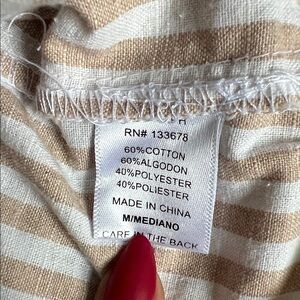 RN# 133678
60%COTTON
60%ALGODON
40%POLYESTER
40%POLIESTER
MADE IN CHINA
M/MEDIANO
CARE IN THE BACK